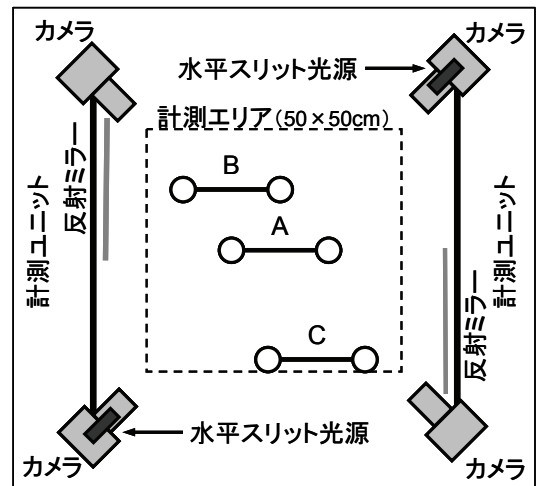 カメラ
カメラ
水平スリット光源
計測エリア(50×50cm)
反射ミラー
計測ユニット
B
A
C
計測ユニット
反射ミラー
水平スリット光源
カメラ
カメラ